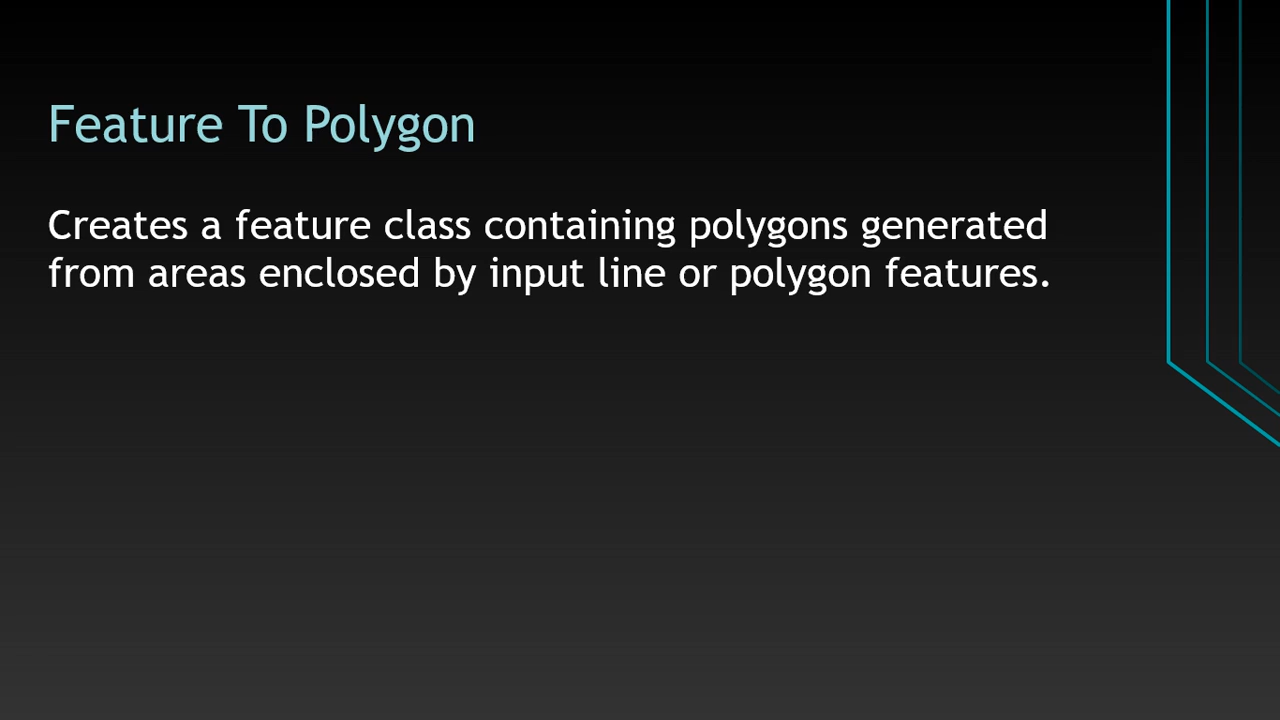 Feature To Polygon
Creates a feature class containing polygons generated
from areas enclosed by input line or polygon features.